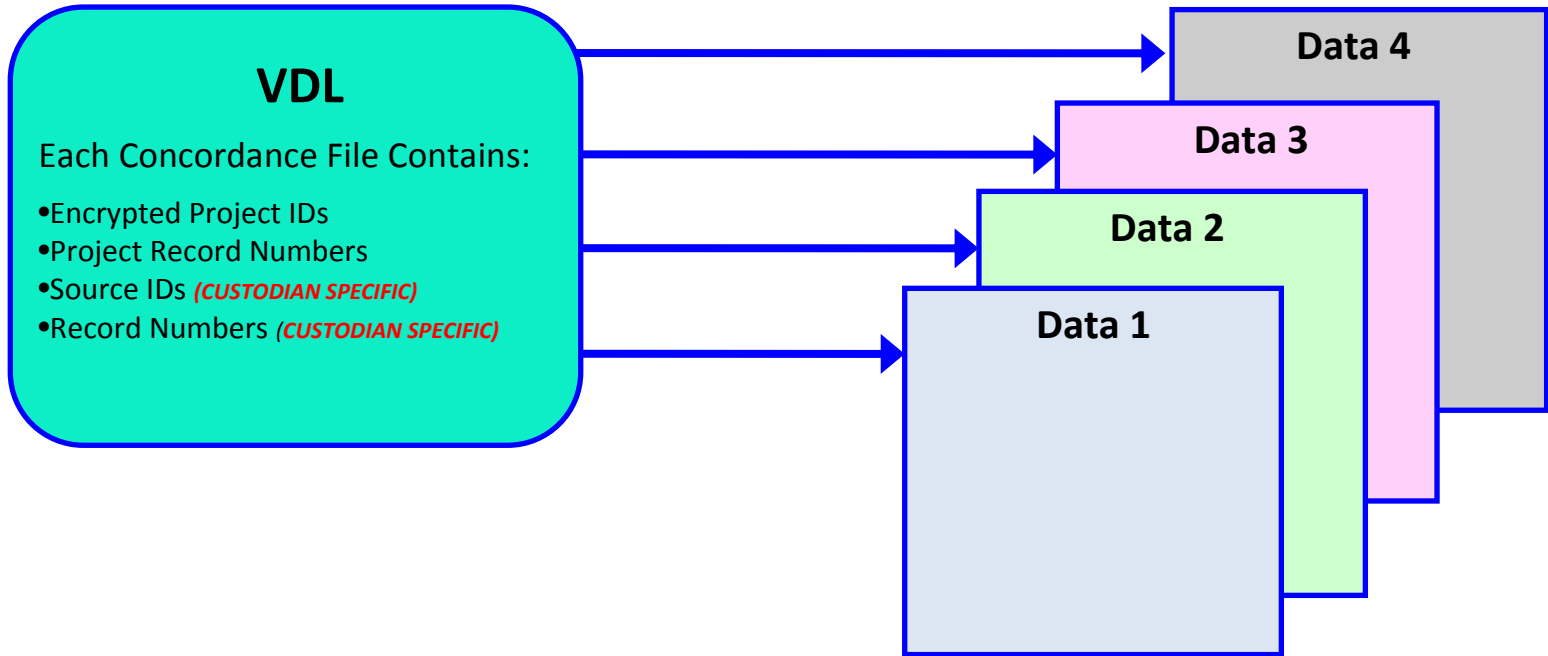 VDL
Each Concordance File Contains:
•Encrypted Project IDs
•Project Record Numbers
•Source IDs (CUSTODIAN SPECIFIC)
•Record Numbers (CUSTODIAN SPECIFIC)
Data 4
Data 3
Data 2
Data 1